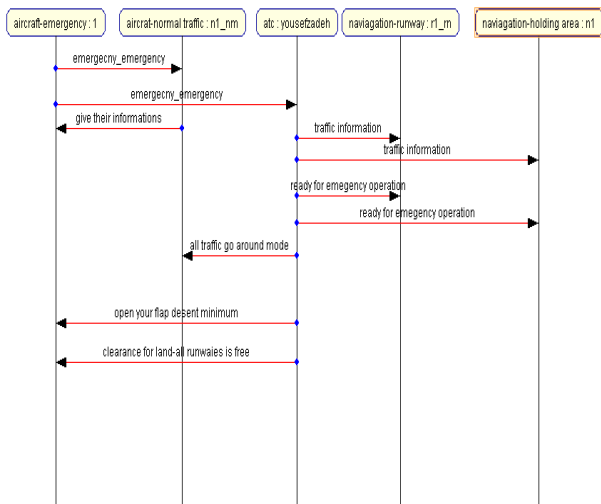 aircraft-emergency : 1
aircrat-normal traffic : n1_nm
atc : yousefzadeh
naviagation-runway : r1_rn
naviagation-holding area : n1
emergecny_emergency
emergecny_emergency
give their informations
traffic information
traffic information
ready for emegency operation
ready for emegency operation
all traffic go around mode
open your flap desent minimum
clearance for land-all runwaies is free